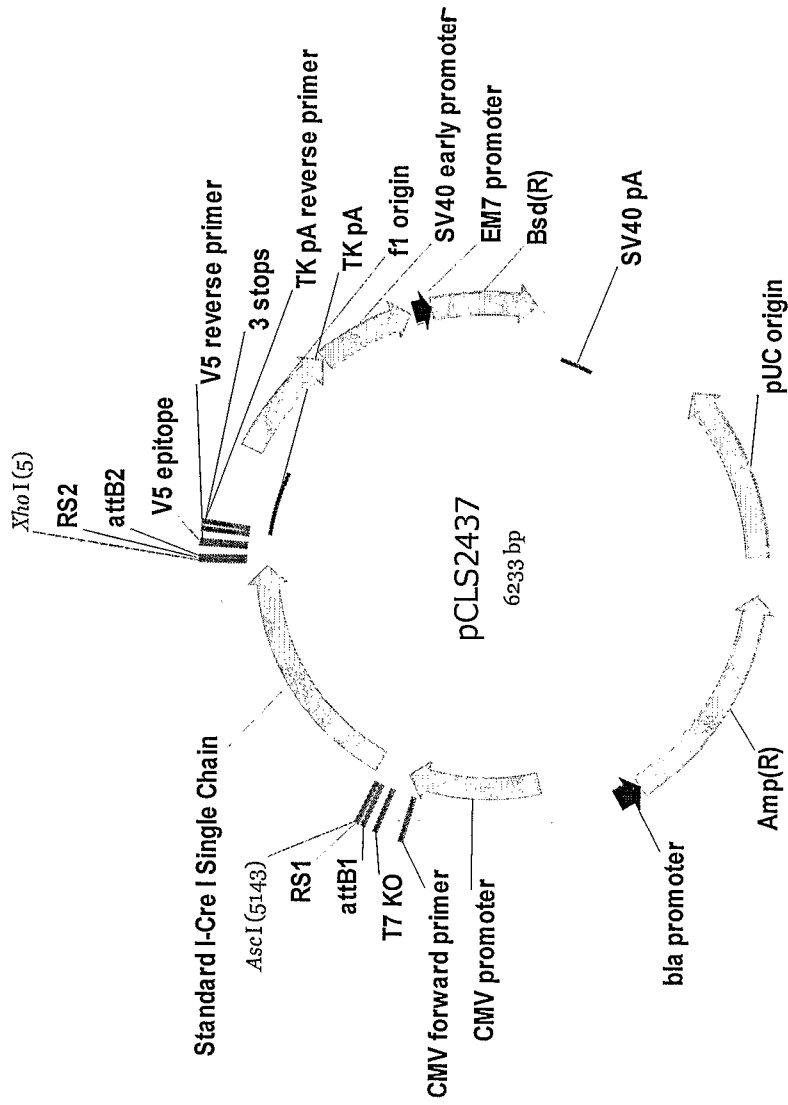 XhoI (5)
RS2
attB2
V5 epitope
V5 reverse primer
3 stops
TK pA reverse primer
TK pA
f1 origin
SV40 early promoter
EM7 promoter
Bsd(R)
SV40 pA
pUC origin
Amp(R)
bla promoter
CMV promoter
CMV forward primer
T7 KO
attB1
RS1
AscI (5143)
Standard I-Cre I Single Chain
pCLS2437
6233 bp